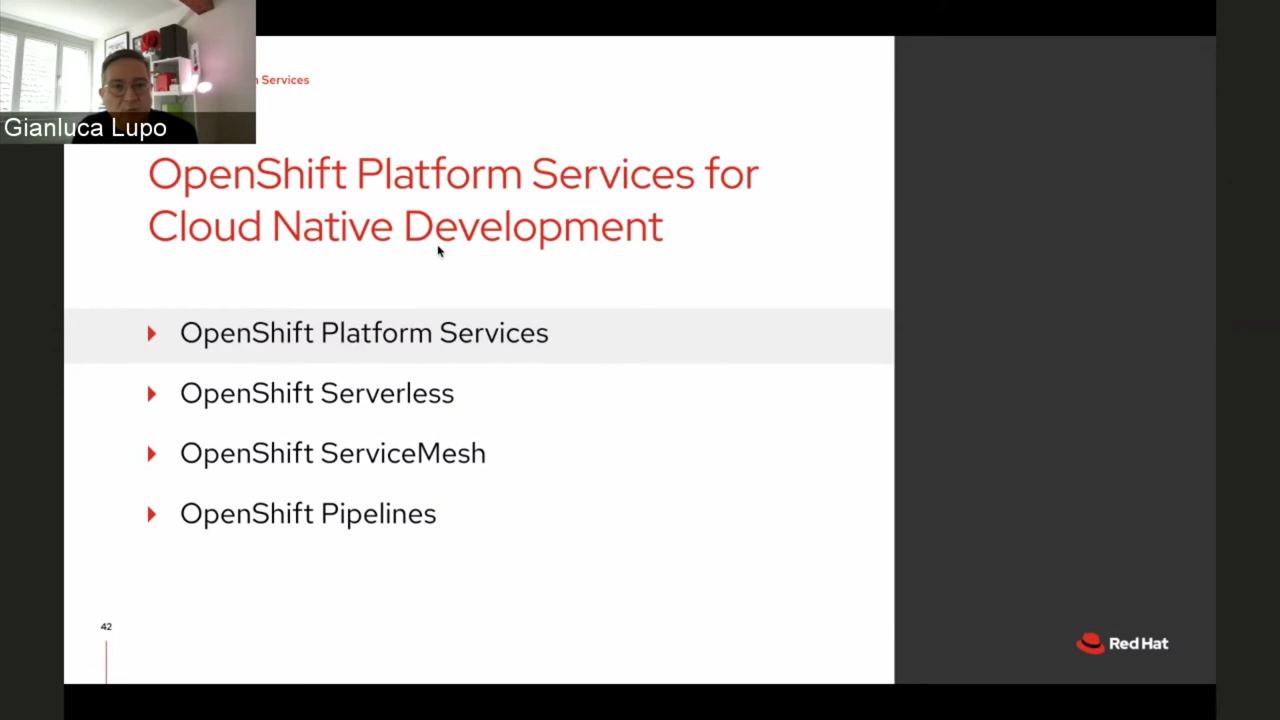 Gianluca Lupo
Services
OpenShift Platform Services for
Cloud Native Development
OpenShift Platform Services
OpenShift Serverless
OpenShift ServiceMesh
OpenShift Pipelines
42
Red Hat